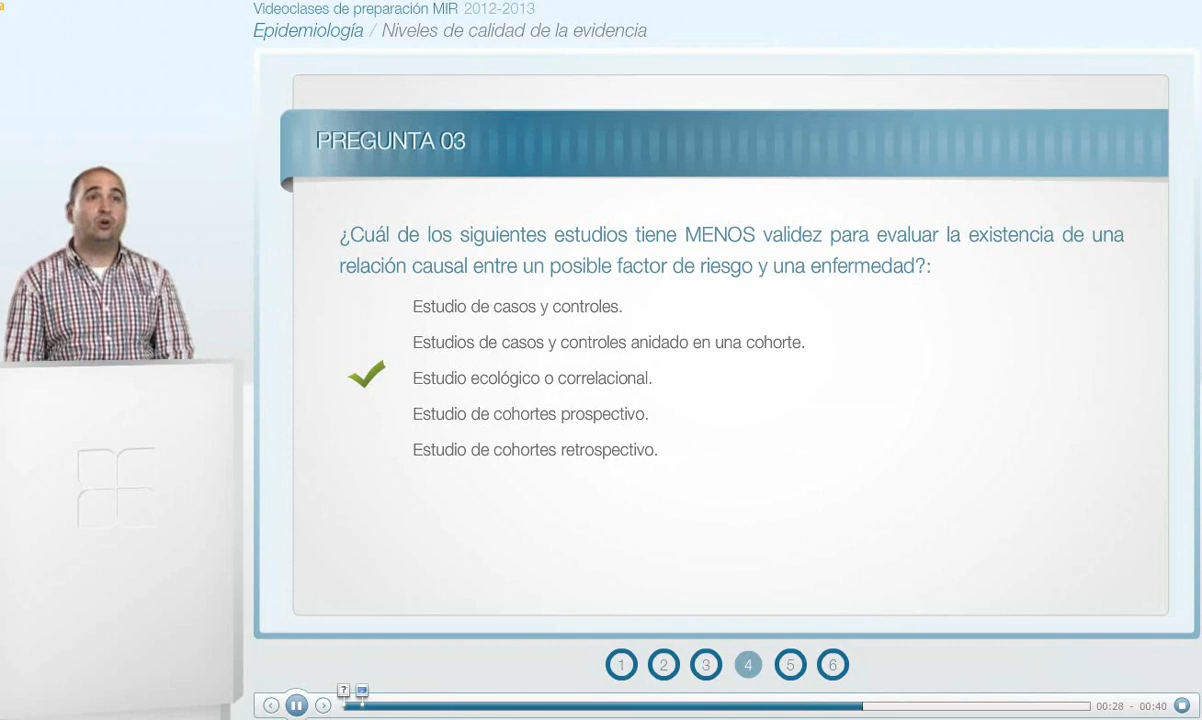 a
Videoclases de preparación MIR 2012-2013
Epidemiología / Niveles de calidad de la evidencia
PREGUNTA 03
¿Cuál de los siguientes estudios tiene MENOS validez para evaluar la existencia de una
relación causal entre un posible factor de riesgo y una enfermedad?:
Estudio de casos y controles.
Estudios de casos y controles anidado en una cohorte.
Estudio ecológico o correlacional.
Estudio de cohortes prospectivo.
Estudio de cohortes retrospectivo.
1 2 3 4 5 6
?
00:28 - 00:40